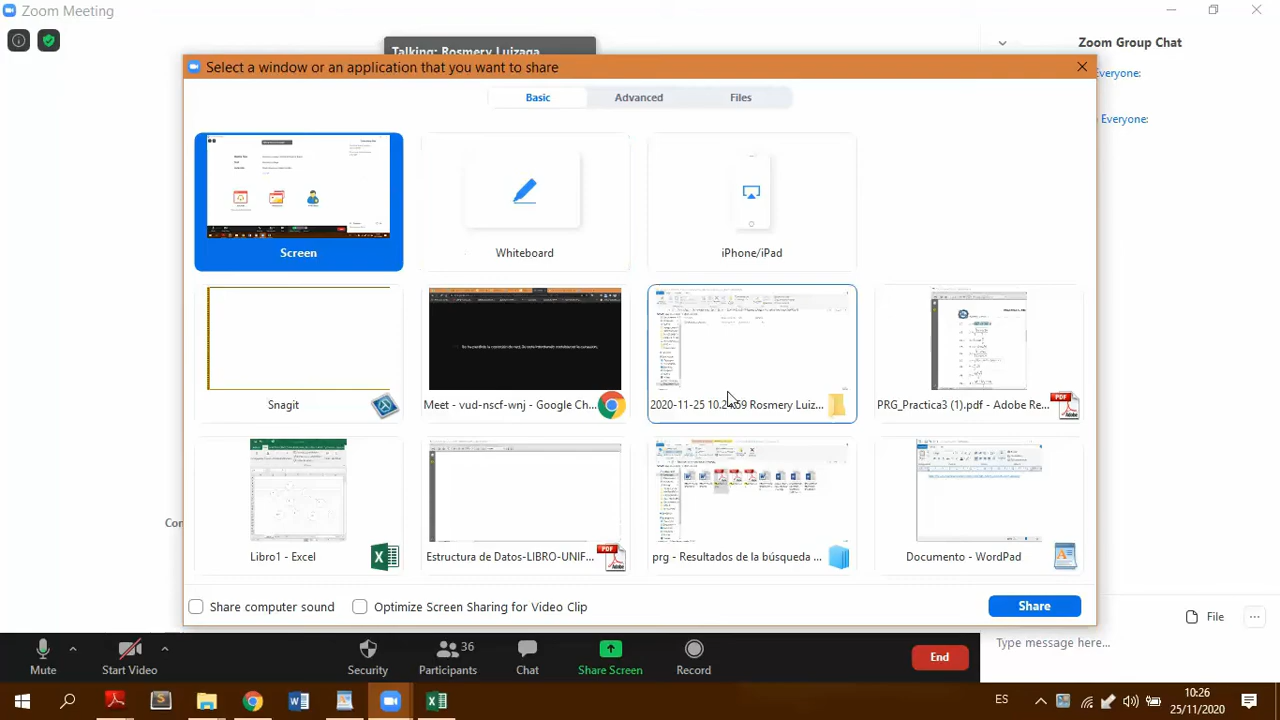 Zoom Meeting
Talking: Rosmery Luizaga
Zoom Group Chat
Select a window or an application that you want to share
Everyone:
Basic
Advanced
Files
Everyone:
Screen
Whiteboard
iPhone/iPad
Snagit
Meet - vud-nscf-wnj - Google Ch...
2020-11-25 10.24.59 Rosmery Luiz...
PRG_Practica3 (1).pdf - Adobe Re...
Libro1 - Excel
Estructura de Datos-LIBRO-UNIF...
prg - Resultados de la búsqueda ...
Documento - WordPad
Share computer sound
Optimize Screen Sharing for Video Clip
Share
File
...
Type message here...
Mute
Start Video
Security
Participants
36
Chat
Share Screen
Record
End
ES
10:26
25/11/2020